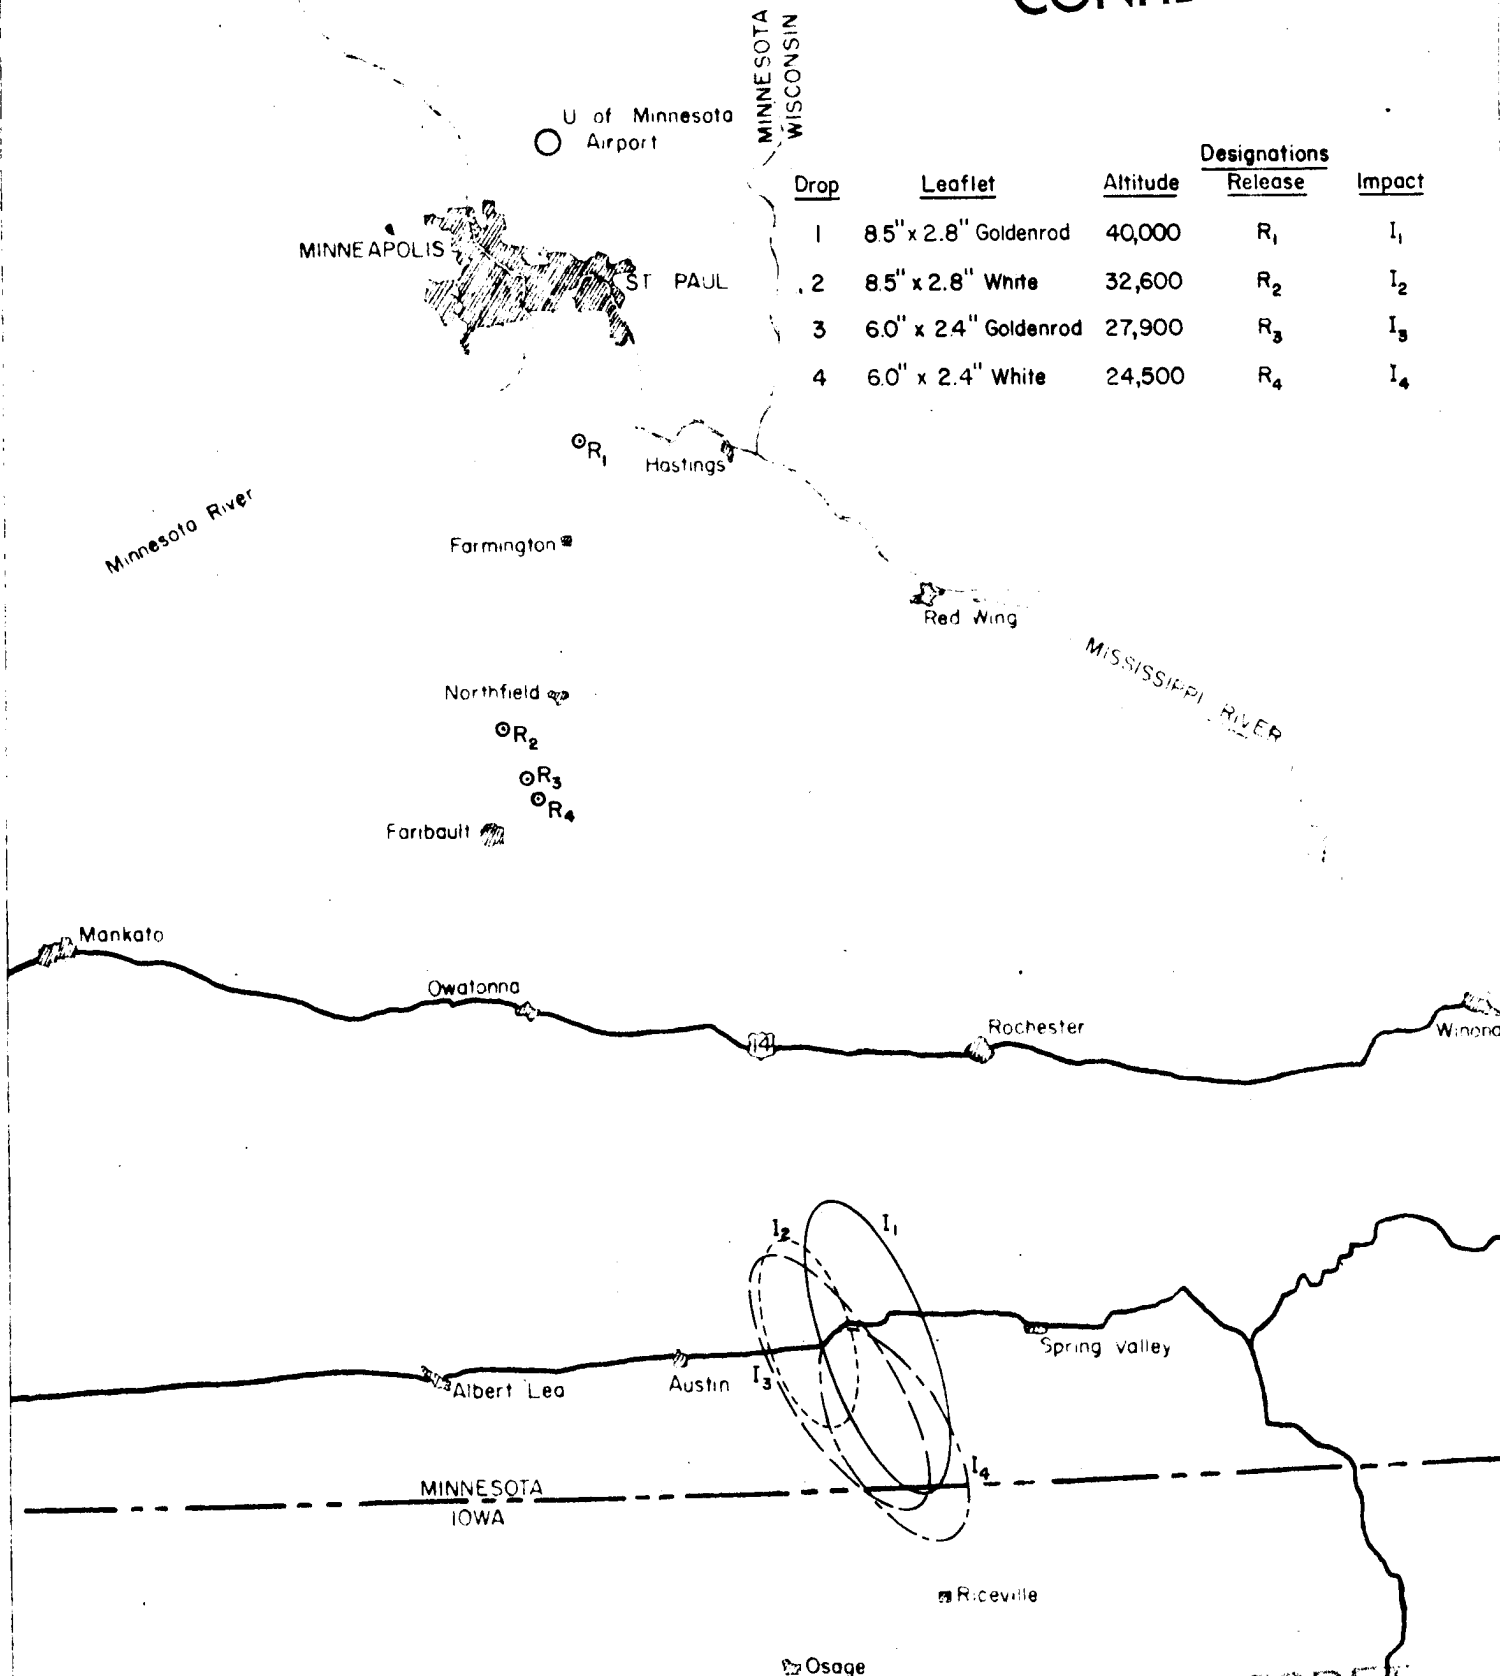 MINNESOTA
WISCONSIN
U of Minnesota
Airport
Designations
Drop Leaflet Altitude Release Impact
1 8.5" x 2.8" Goldenrod 40,000 R1 I1
2 8.5" x 2.8" White 32,600 R2 I2
3 6.0" x 2.4" Goldenrod 27,900 R3 I3
4 6.0" x 2.4" White 24,500 R4 I4
MINNEAPOLIS
ST PAUL
R1
Hastings
Minnesota River
Farmington
Red Wing
MISSISSIPPI RIVER
Northfield
R2
R3
R4
Faribault
Mankato
Owatonna
14
Rochester
Winona
I2
I1
Spring Valley
I3
Albert Lea
Austin
I4
MINNESOTA
IOWA
Riceville
Osage